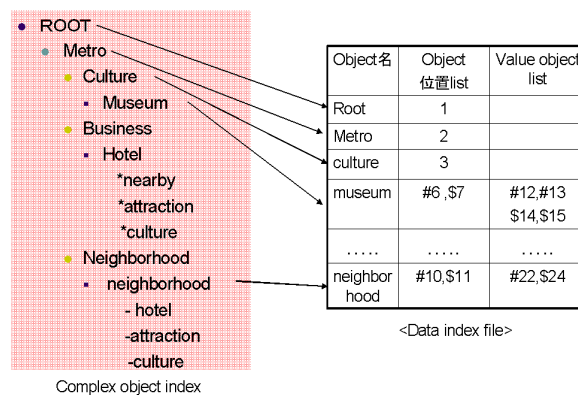 ROOT
Metro
Culture
Museum
Business
Hotel
*nearby
*attraction
*culture
Neighborhood
neighborhood
- hotel
-attraction
-culture
Complex object index
Object名 Object 位置list Value object list
Root 1
Metro 2
culture 3
museum #6 ,$7 #12,#13
$14,$15
..... ..... .....
neighbor hood #10,$11 #22,$24
<Data index file>